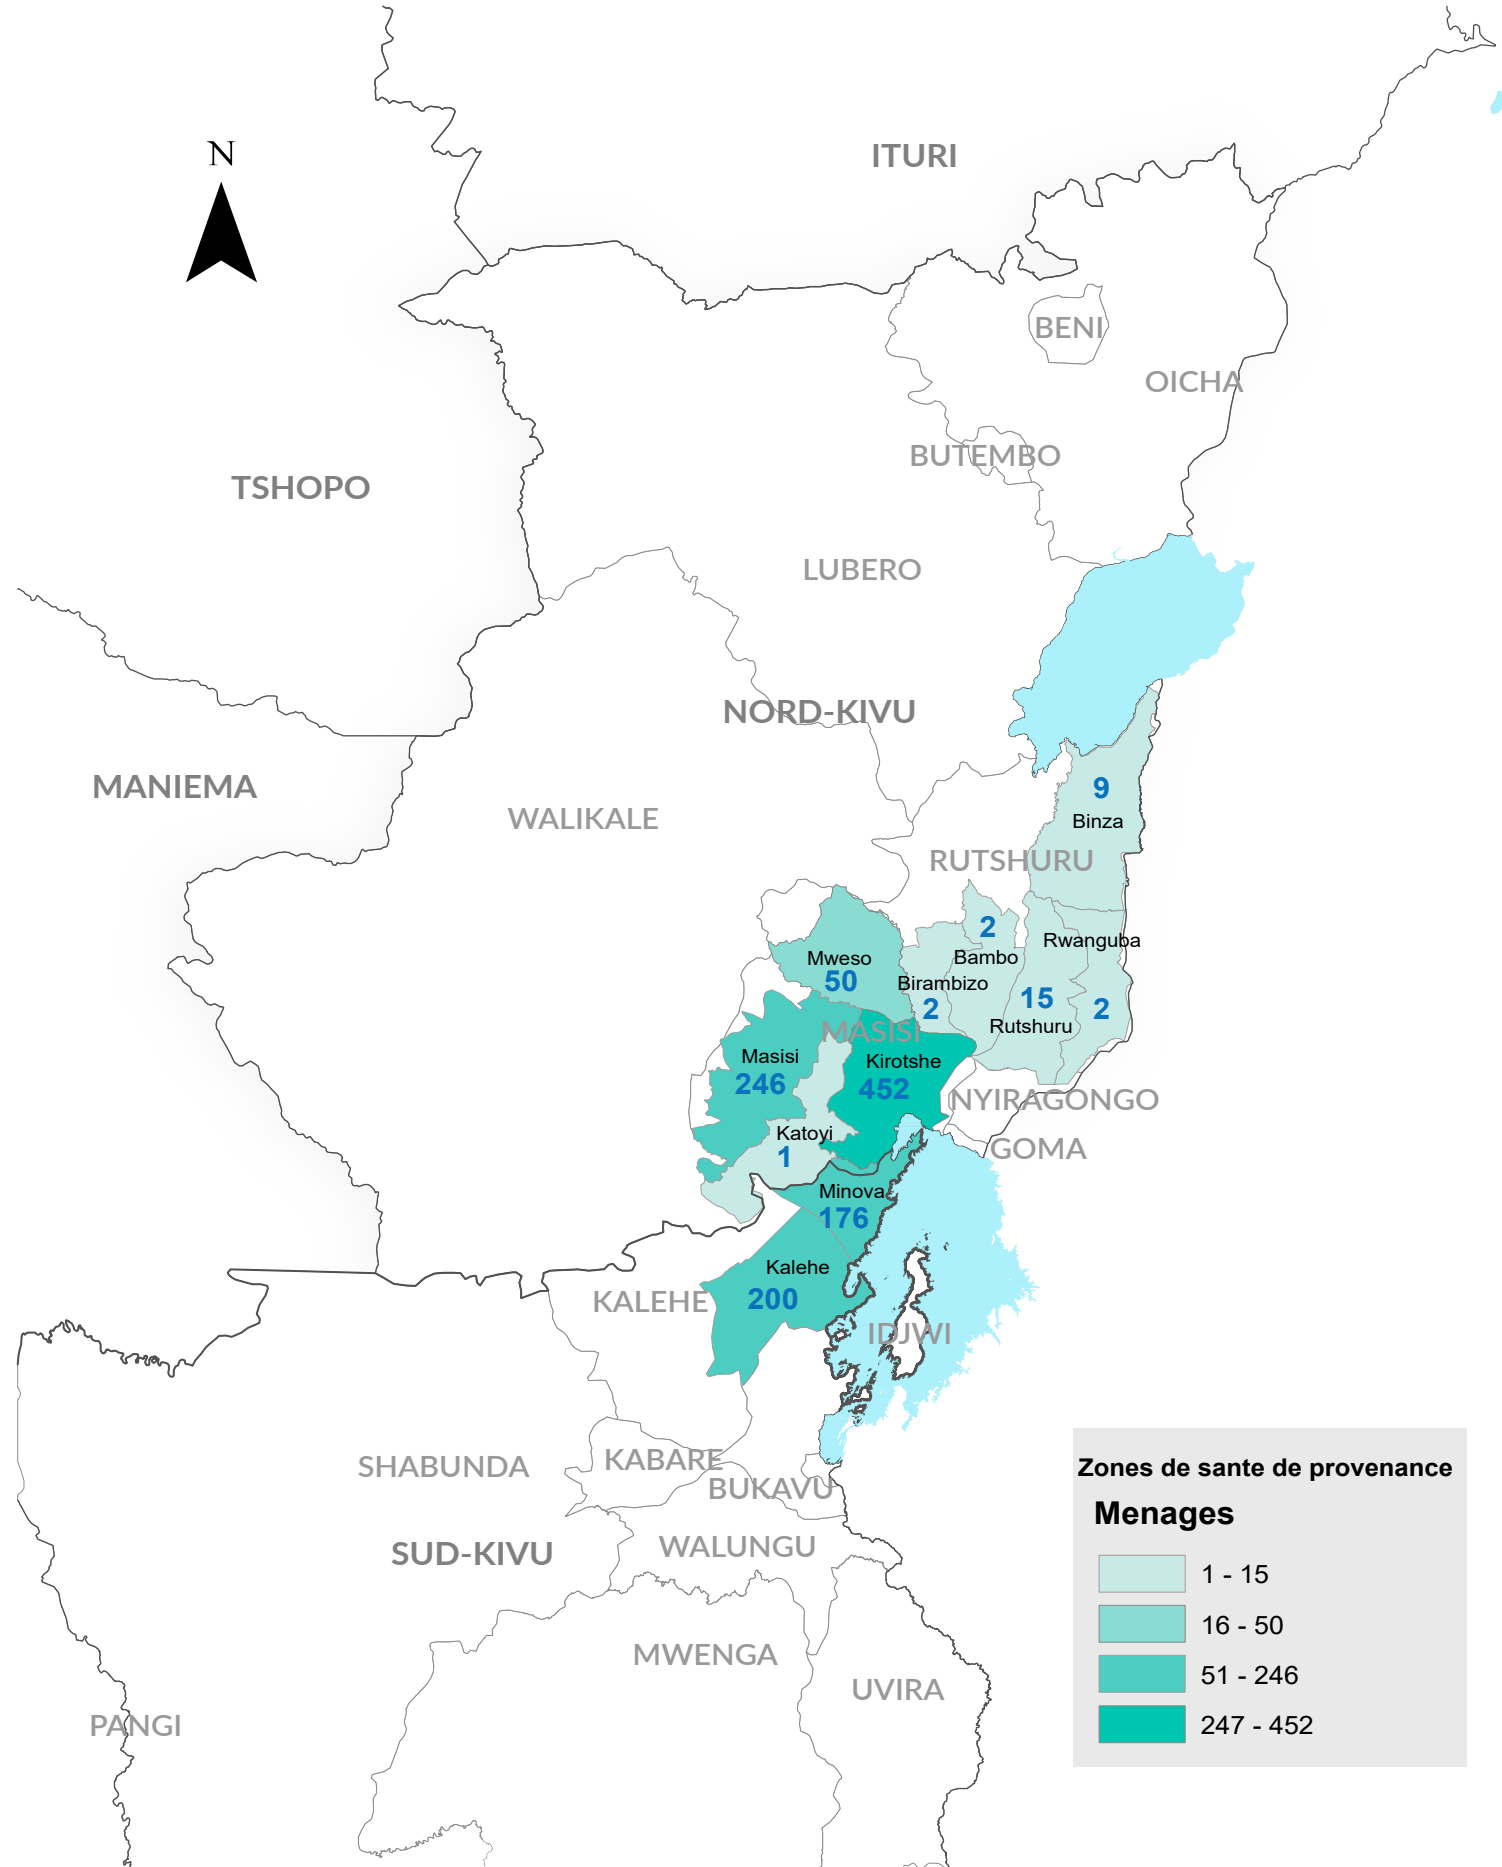 N
ITURI
BENI
OICHA
BUTEMBO
TSHOPO
LUBERO
NORD-KIVU
MANIEMA
WALIKALE
9
Binza
RUTSHURU
2
Bambo
Rwanguba
Mweso
50
Birambizo
2
15
Rutshuru
2
MASISI
Masisi
246
Kirotshe
452
NYIRAGONGO
Katoyi
1
GOMA
Minova
176
Kalehe
200
KALEHE
IDJWI
SHABUNDA
KABARE
BUKAVU
SUD-KIVU
WALUNGU
MWENGA
UVIRA
PANGI
Zones de sante de provenance
Menages
1 - 15
16 - 50
51 - 246
247 - 452